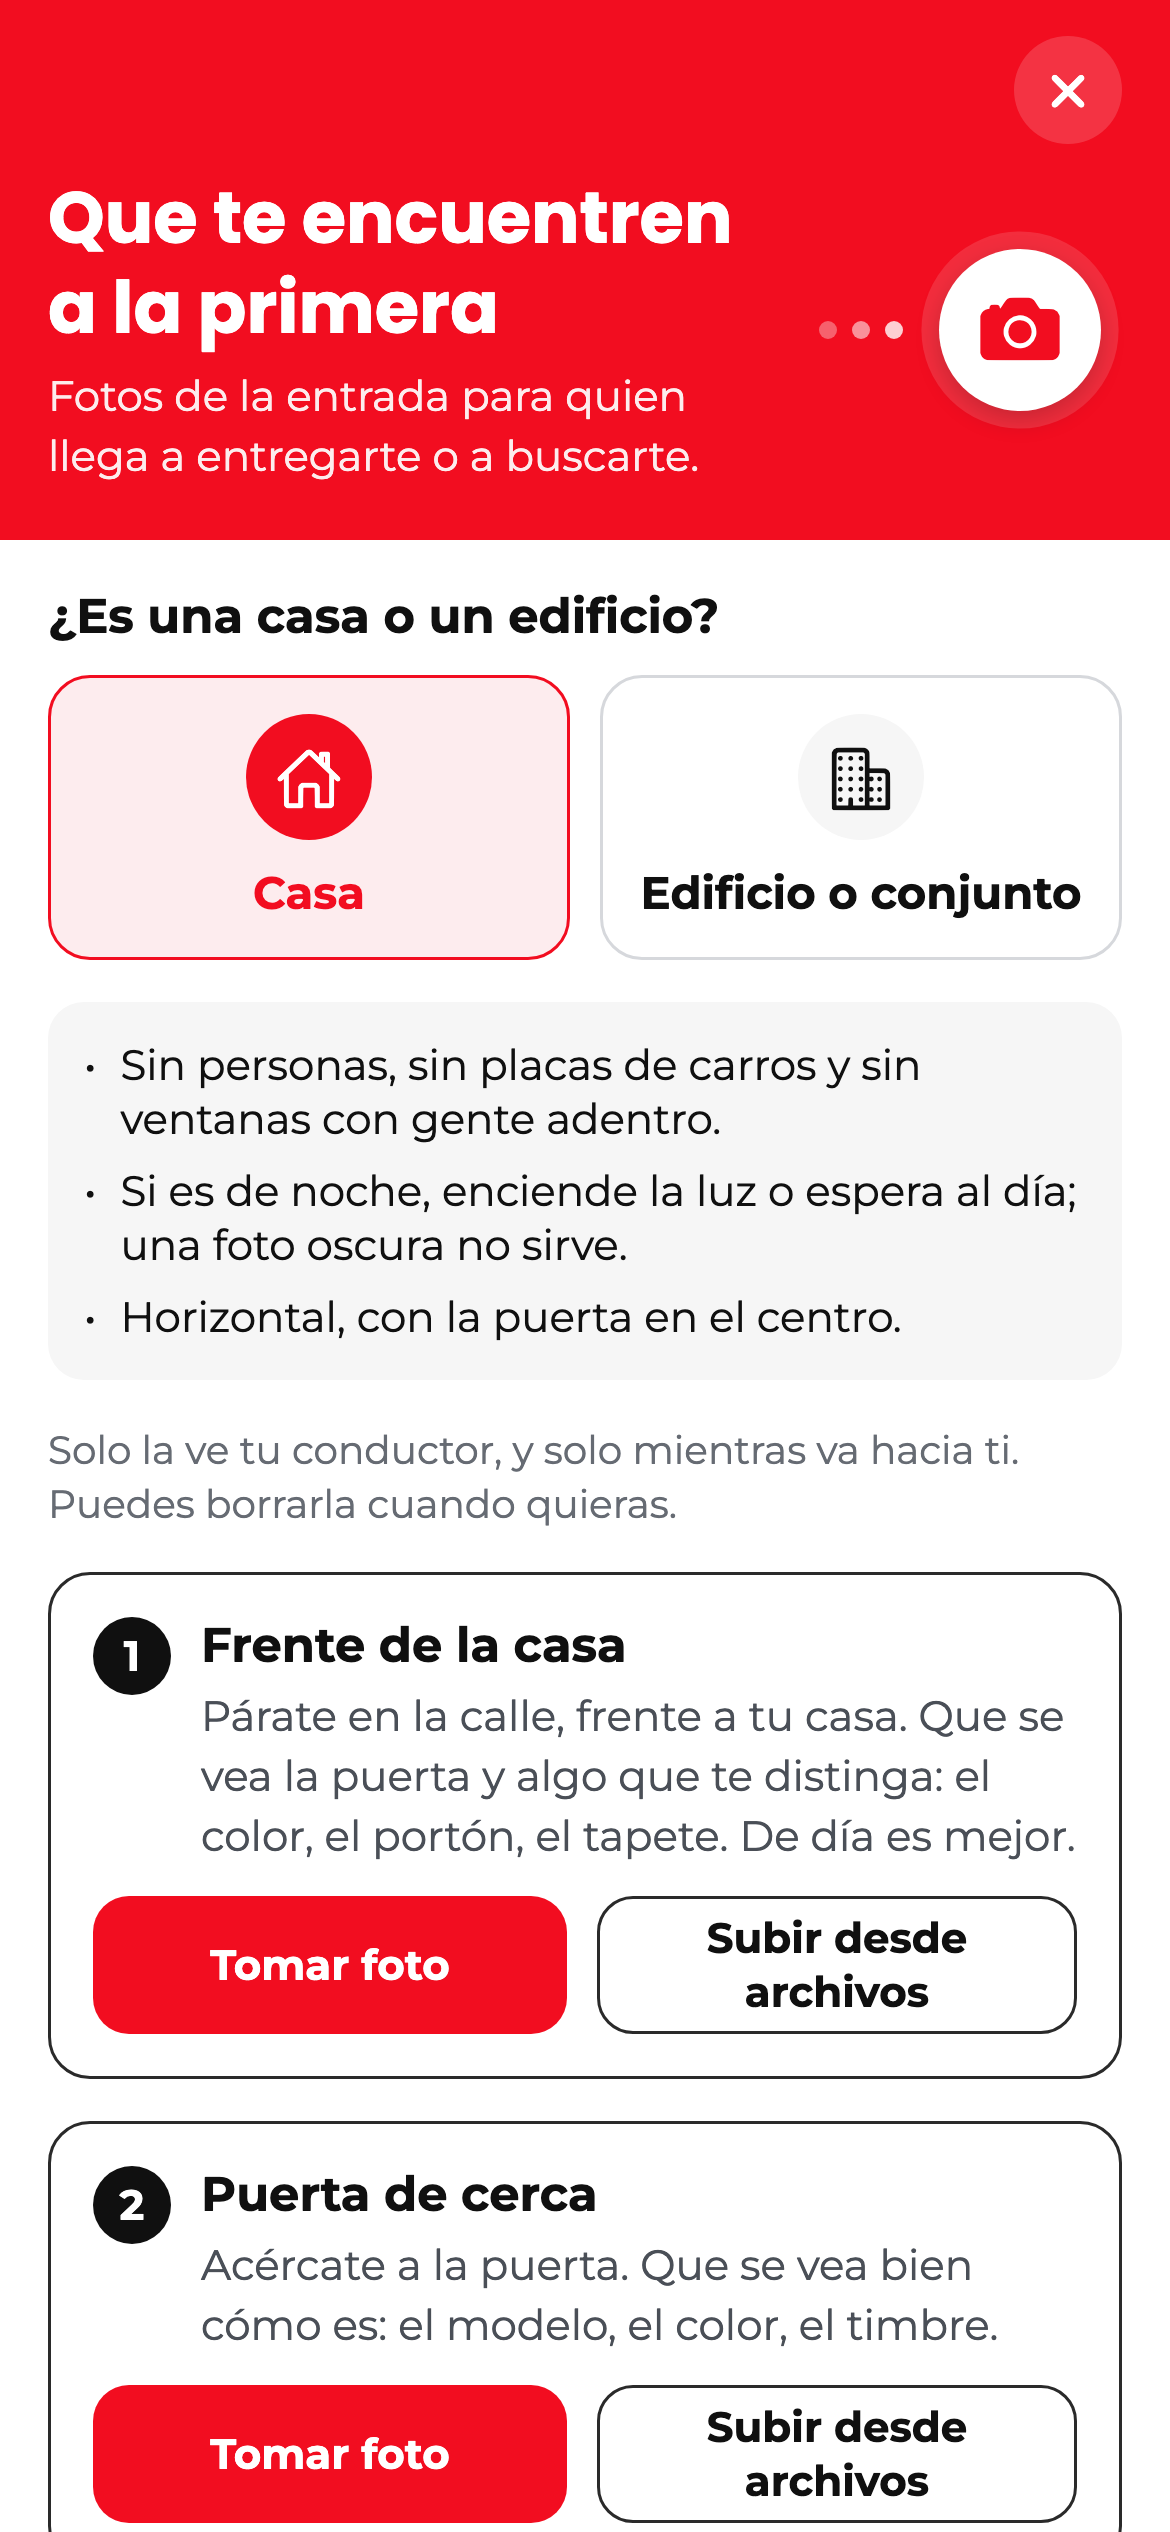 Que te encuentren
a la primera
Fotos de la entrada para quien
llega a entregarte o a buscarte.
¿Es una casa o un edificio?
Casa
Edificio o conjunto
· Sin personas, sin placas de carros y sin
ventanas con gente adentro.
· Si es de noche, enciende la luz o espera al día;
una foto oscura no sirve.
· Horizontal, con la puerta en el centro.
Solo la ve tu conductor, y solo mientras va hacia ti.
Puedes borrarla cuando quieras.
1 Frente de la casa
Párate en la calle, frente a tu casa. Que se
vea la puerta y algo que te distinga: el
color, el portón, el tapete. De día es mejor.
Tomar foto
Subir desde
archivos
2 Puerta de cerca
Acércate a la puerta. Que se vea bien
cómo es: el modelo, el color, el timbre.
Tomar foto
Subir desde
archivos